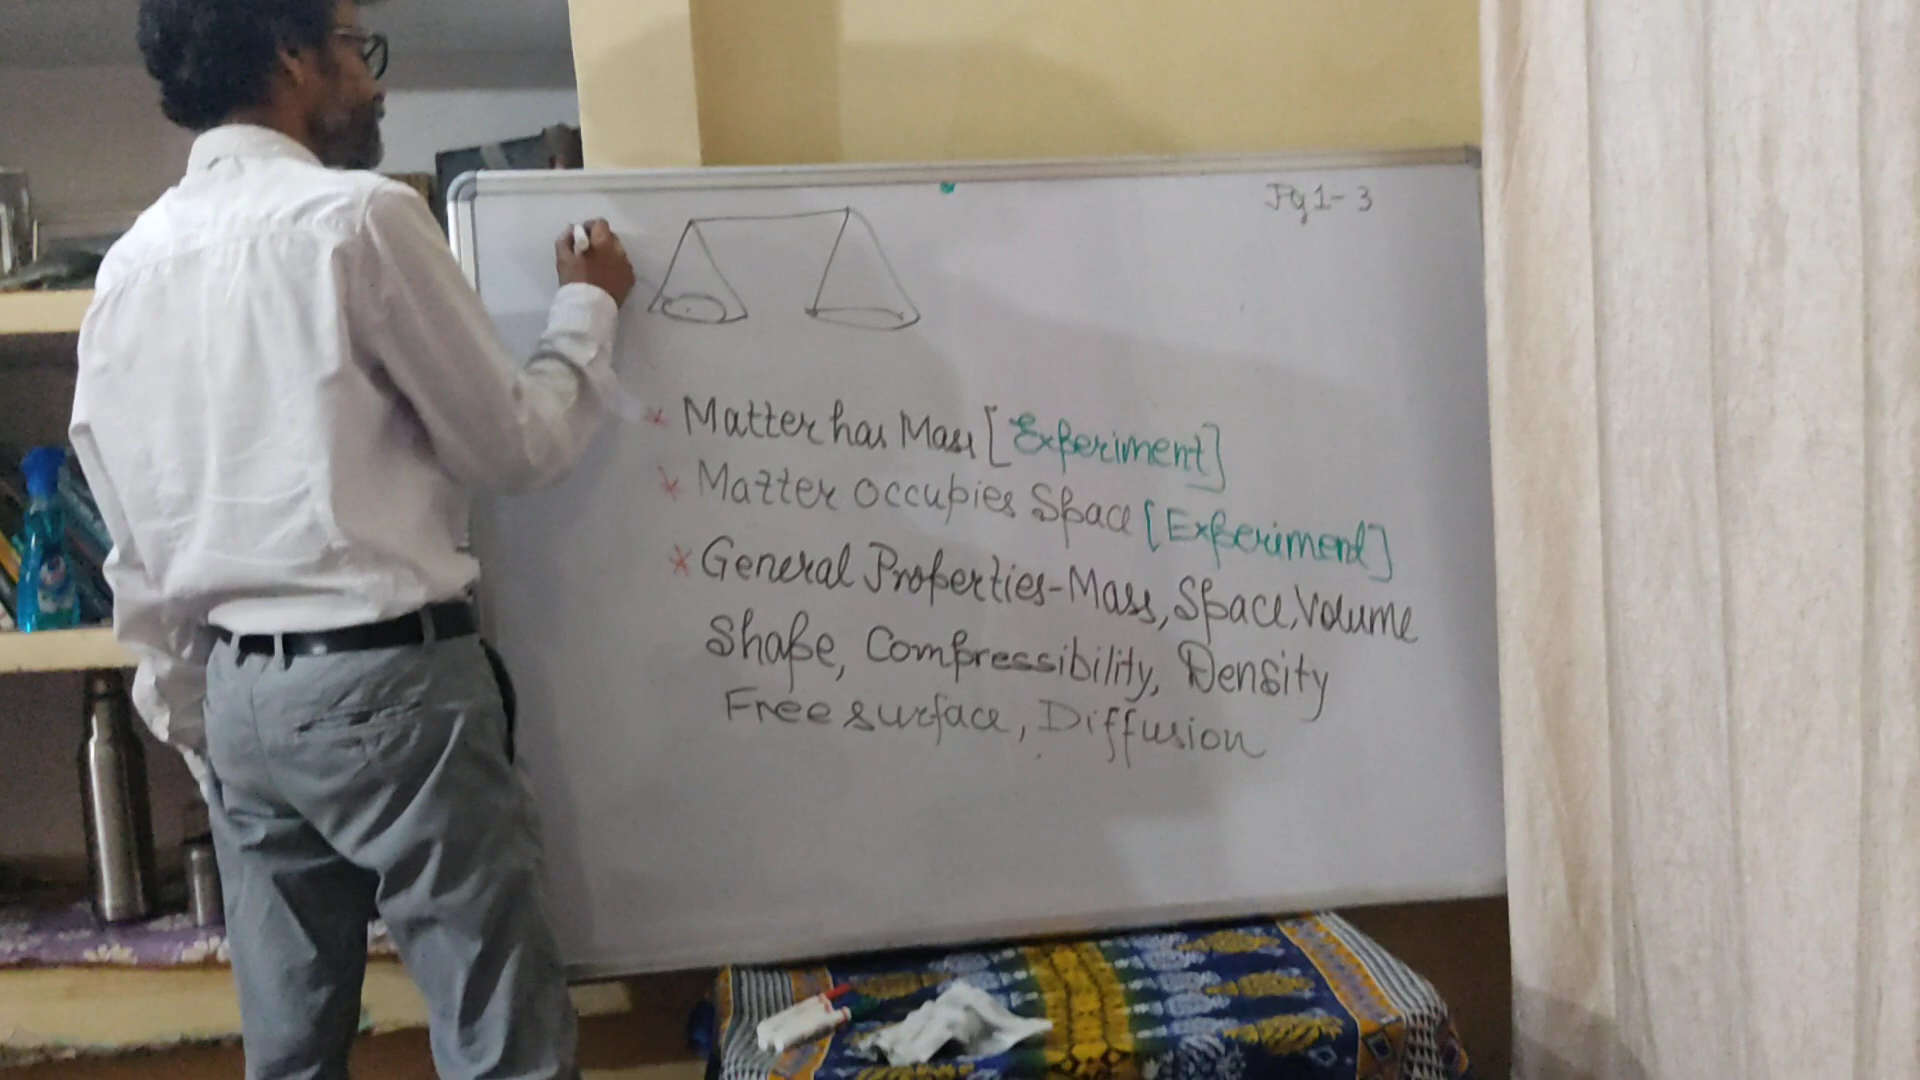 Pg 1-3
* Matter has Mass [Experiment]
* Matter occupies Space [Experiment]
* General Properties-Mass, Space, Volume
Shape, Compressibility, Density
Free surface, Diffusion